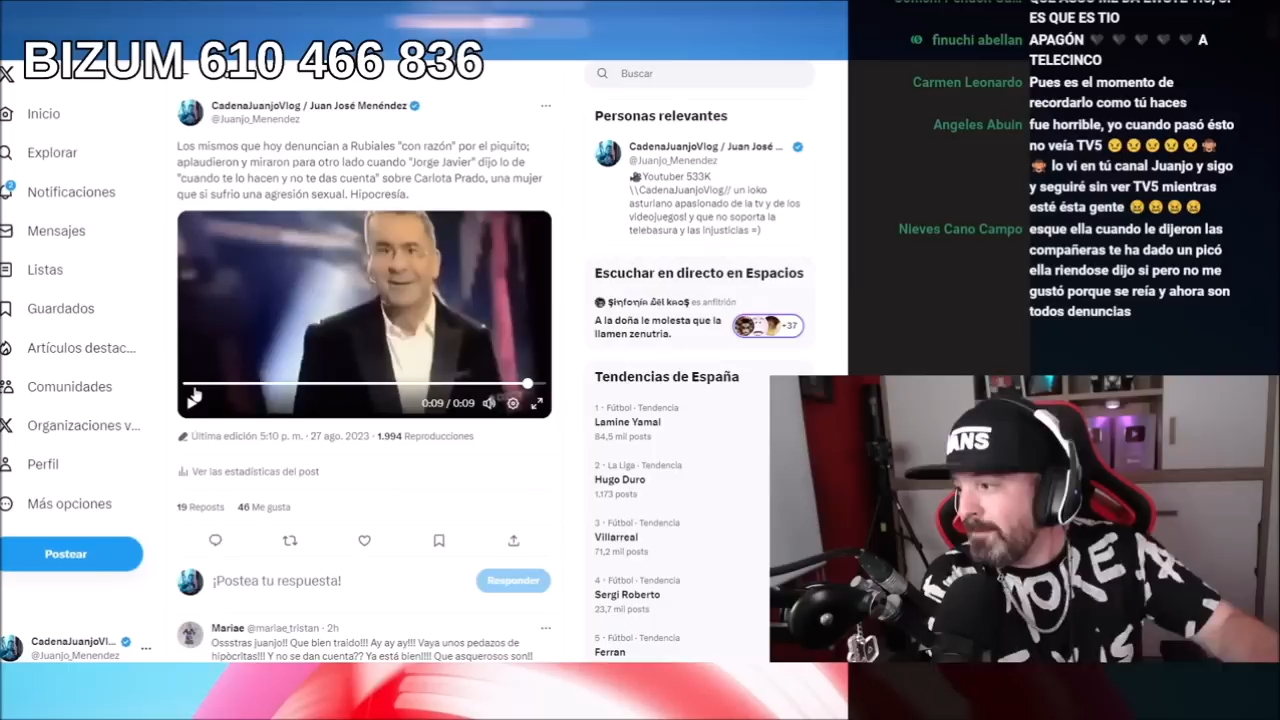 BIZUM 610 466 836
Inicio
Explorar
Notificaciones
Mensajes
Listas
Guardados
Artículos destac...
Comunidades
Organizaciones v...
Perfil
Más opciones
Postear
CadenaJuanjoVl...
@Juanjo_Menendez
CadenaJuanjoVlog / Juan José Menéndez
@Juanjo_Menendez
Los mismos que hoy denuncian a Rubiales "con razón" por el piquito;
aplaudieron y miraron para otro lado cuando "Jorge Javier" dijo lo de
"cuando te lo hacen y no te das cuenta" sobre Carlota Prado, una mujer
que si sufrio una agresión sexual. Hipocresía.
0:09 / 0:09
Última edición 5:10 p. m. · 27 ago. 2023 · 1.994 Reproducciones
Ver las estadísticas del post
19 Reposts 46 Me gusta
¡Postea tu respuesta!
Responder
Mariae @mariae_tristan · 2h
Ossstras juanjo!! Que bien traido!!! Ay ay ay!!! Vaya unos pedazos de
hipócritas!!! Y no se dan cuenta?? Ya está bien!!!! Que asquerosos son!!
Buscar
Personas relevantes
CadenaJuanjoVlog / Juan José ...
@Juanjo_Menendez
Youtuber 533K
\\CadenaJuanjoVlog// un loko
asturiano apasionado de la tv y de los
videojuegos! y que no soporta la
telebasura y las injusticias =)
Escuchar en directo en Espacios
es anfitrión
A la doña le molesta que la
llamen zenutria.
+37
Tendencias de España
1 · Fútbol · Tendencia
Lamine Yamal
84,5 mil posts
2 · La Liga · Tendencia
Hugo Duro
1.173 posts
3 · Fútbol · Tendencia
Villarreal
71,2 mil posts
4 · Fútbol · Tendencia
Sergi Roberto
23,7 mil posts
5 · Fútbol · Tendencia
Ferran
ES QUE ES TIO
finuchi abellan APAGÓN 🖤 🖤 🖤 🖤 🖤 A
TELECINCO
Carmen Leonardo Pues es el momento de
recordarlo como tú haces
Angeles Abuin fue horrible, yo cuando pasó ésto
no veía TV5 😉 😉 😉 😉 😉 🙊
🙊 lo vi en tú canal Juanjo y sigo
y seguiré sin ver TV5 mientras
esté ésta gente 😖 😖 😖 😖
Nieves Cano Campo esque ella cuando le dijeron las
compañeras te ha dado un picó
ella riendose dijo si pero no me
gustó porque se reía y ahora son
todos denuncias
VANS